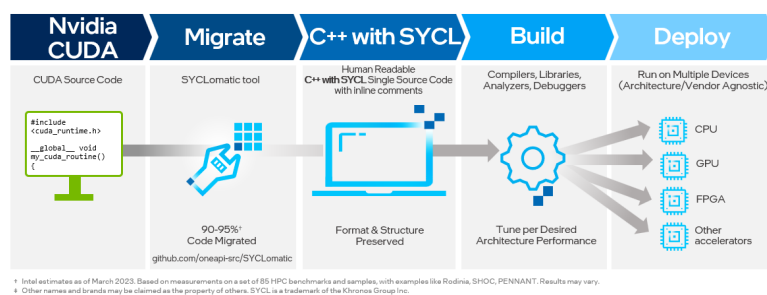 Nvidia
CUDA
Migrate
C++ with SYCL
Build
Deploy
CUDA Source Code
SYCLomatic tool
Human Readable
C++ with SYCL Single Source Code
with inline comments
Compilers, Libraries,
Analyzers, Debuggers
Run on Multiple Devices
(Architecture/Vendor Agnostic)
#include
<cuda_runtime.h>
__global__ void
my_cuda_routine()
{
CPU
GPU
FPGA
Other
accelerators
90-95%†
Code Migrated
github.com/oneapi-src/SYCLomatic
Format & Structure
Preserved
Tune per Desired
Architecture Performance
† Intel estimates as of March 2023. Based on measurements on a set of 85 HPC benchmarks and samples, with examples like Rodinia, SHOC, PENNANT. Results may vary.
‡ Other names and brands may be claimed as the property of others. SYCL is a trademark of the Khronos Group Inc.